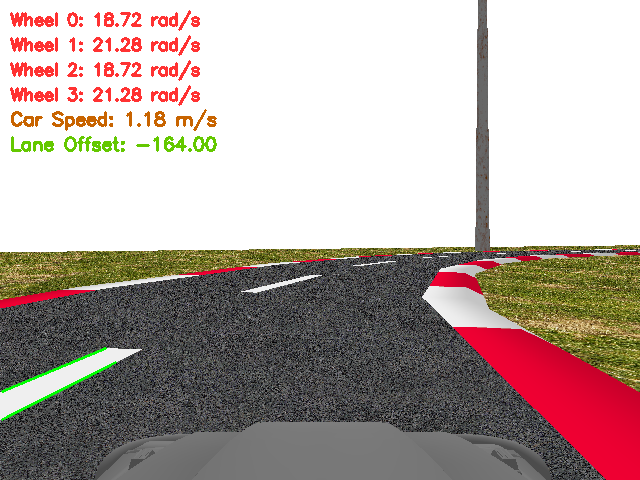 Wheel 0: 18.72 rad/s
Wheel 1: 21.28 rad/s
Wheel 2: 18.72 rad/s
Wheel 3: 21.28 rad/s
Car Speed: 1.18 m/s
Lane Offset: -164.00